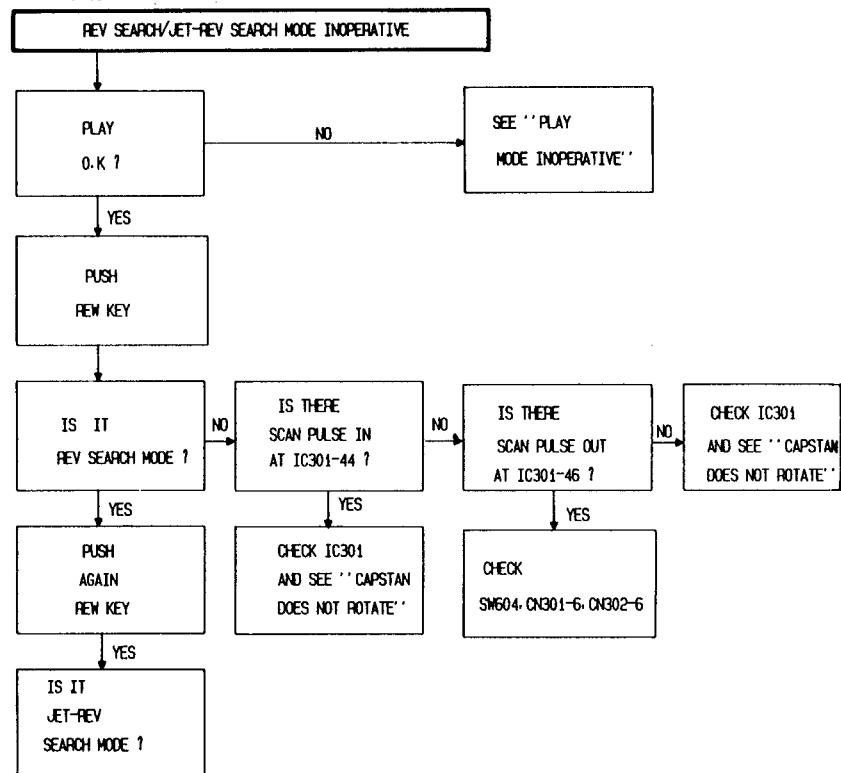 REV SEARCH/JET-REV SEARCH MODE INOPERATIVE
PLAY
O.K ?
NO
SEE ''PLAY
MODE INOPERATIVE''
YES
PUSH
REW KEY
IS IT
REV SEARCH MODE ?
NO
IS THERE
SCAN PULSE IN
AT IC301-44 ?
NO
IS THERE
SCAN PULSE OUT
AT IC301-46 ?
NO
CHECK IC301
AND SEE ''CAPSTAN
DOES NOT ROTATE''
YES
PUSH
AGAIN
REW KEY
YES
CHECK IC301
AND SEE ''CAPSTAN
DOES NOT ROTATE''
YES
CHECK
SW604, CN301-6, CN302-6
YES
IS IT
JET-REV
SEARCH MODE ?